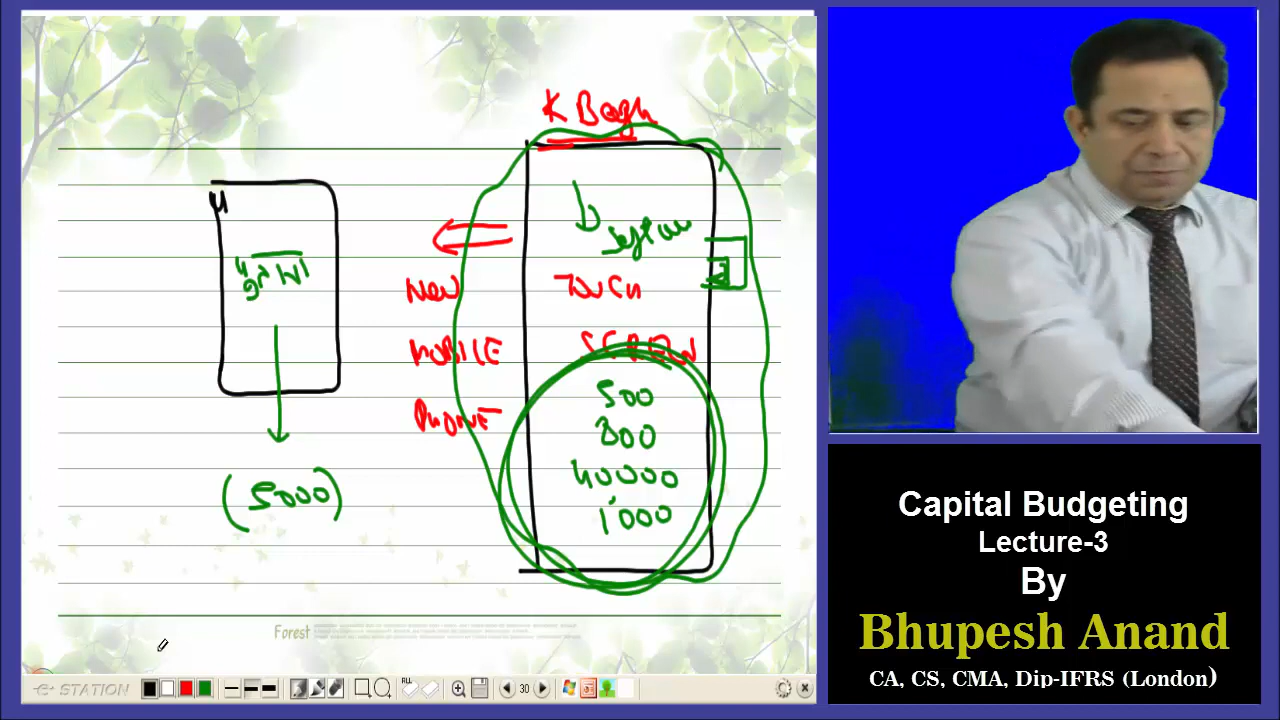 K Bagh
NEW
MOBILE
PHONE
TOUCH
SCREEN
500
800
40000
1000
(5000)
Forest
e-STATION
ALL
30
Capital Budgeting
Lecture-3
By
Bhupesh Anand
CA, CS, CMA, Dip-IFRS (London)